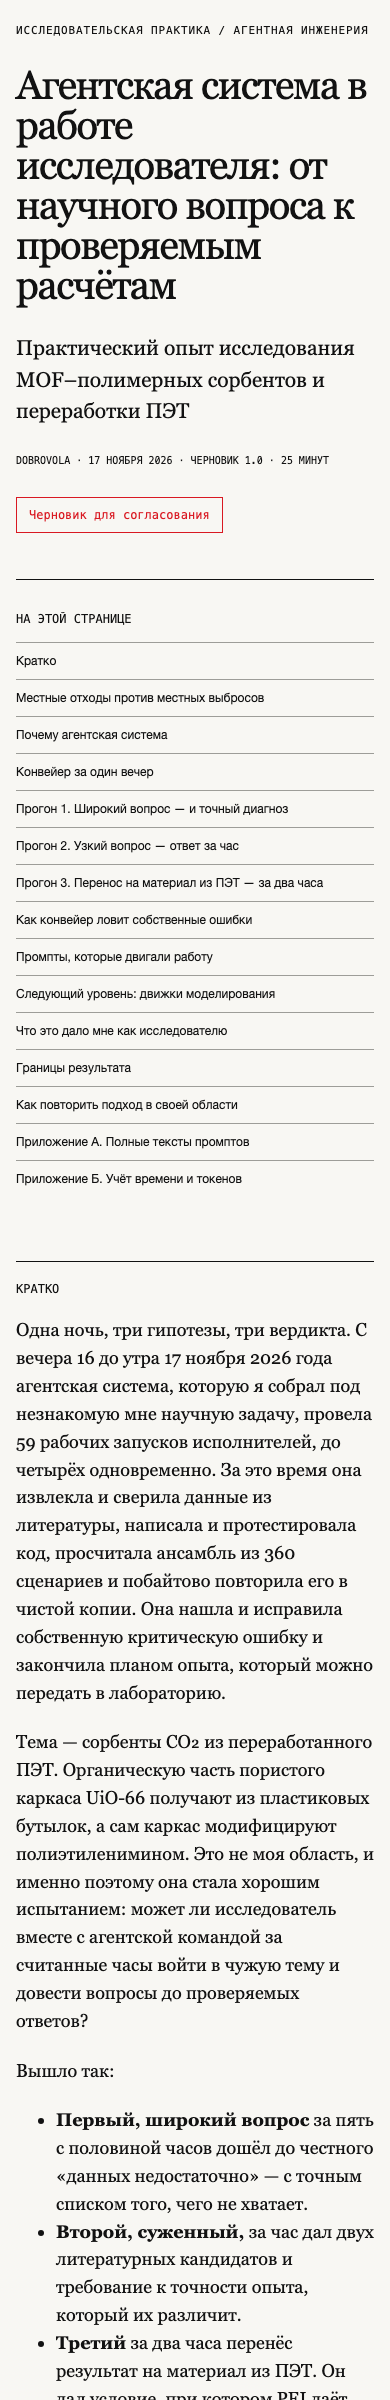 ИССЛЕДОВАТЕЛЬСКАЯ ПРАКТИКА / АГЕНТНАЯ ИНЖЕНЕРИЯ
Агентская система в
работе
исследователя: от
научного вопроса к
проверяемым
расчётам
Практический опыт исследования
MOF–полимерных сорбентов и
переработки ПЭТ
DOBROVOLA · 17 НОЯБРЯ 2026 · ЧЕРНОВИК 1.0 · 25 МИНУТ
Черновик для согласования
НА ЭТОЙ СТРАНИЦЕ
Кратко
Местные отходы против местных выбросов
Почему агентская система
Конвейер за один вечер
Прогон 1. Широкий вопрос — и точный диагноз
Прогон 2. Узкий вопрос — ответ за час
Прогон 3. Перенос на материал из ПЭТ — за два часа
Как конвейер ловит собственные ошибки
Промпты, которые двигали работу
Следующий уровень: движки моделирования
Что это дало мне как исследователю
Границы результата
Как повторить подход в своей области
Приложение А. Полные тексты промптов
Приложение Б. Учёт времени и токенов
КРАТКО
Одна ночь, три гипотезы, три вердикта. С
вечера 16 до утра 17 ноября 2026 года
агентская система, которую я собрал под
незнакомую мне научную задачу, провела
59 рабочих запусков исполнителей, до
четырёх одновременно. За это время она
извлекла и сверила данные из
литературы, написала и протестировала
код, просчитала ансамбль из 360
сценариев и побайтово повторила его в
чистой копии. Она нашла и исправила
собственную критическую ошибку и
закончила планом опыта, который можно
передать в лабораторию.
Тема — сорбенты CO₂ из переработанного
ПЭТ. Органическую часть пористого
каркаса UiO-66 получают из пластиковых
бутылок, а сам каркас модифицируют
полиэтиленимином. Это не моя область, и
именно поэтому она стала хорошим
испытанием: может ли исследователь
вместе с агентской командой за
считанные часы войти в чужую тему и
довести вопросы до проверяемых
ответов?
Вышло так:
• Первый, широкий вопрос за пять
с половиной часов дошёл до честного
«данных недостаточно» — с точным
списком того, чего не хватает.
• Второй, суженный, за час дал двух
литературных кандидатов и
требование к точности опыта,
который их различит.
• Третий за два часа перенёс
результат на материал из ПЭТ. Он
дал условие, при котором PEI даёт